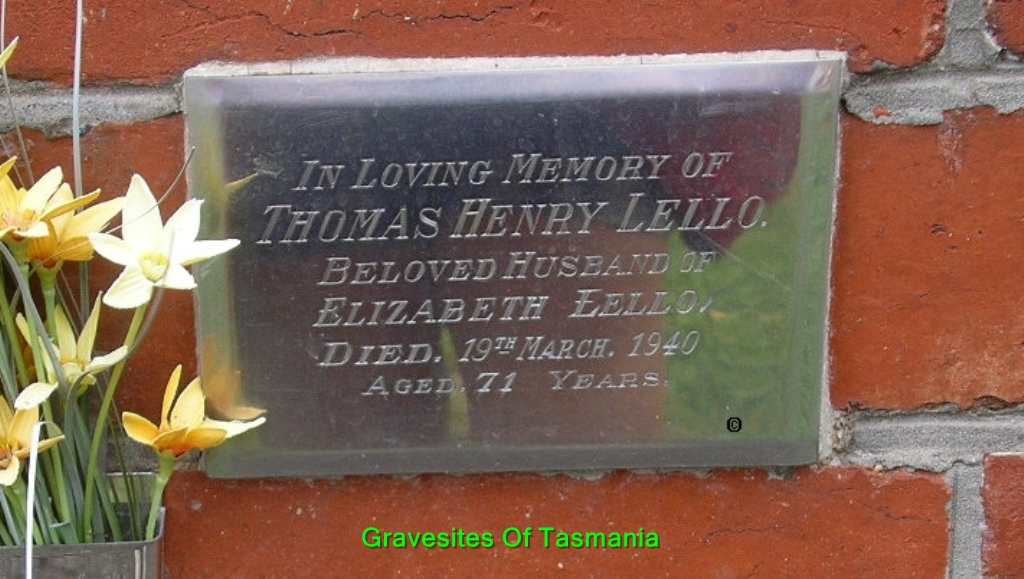 In Loving Memory of
Thomas Henry Lello.
Beloved Husband of
Elizabeth Lello,
Died. 19TH March. 1940
Aged. 71 Years.
©
Gravesites Of Tasmania